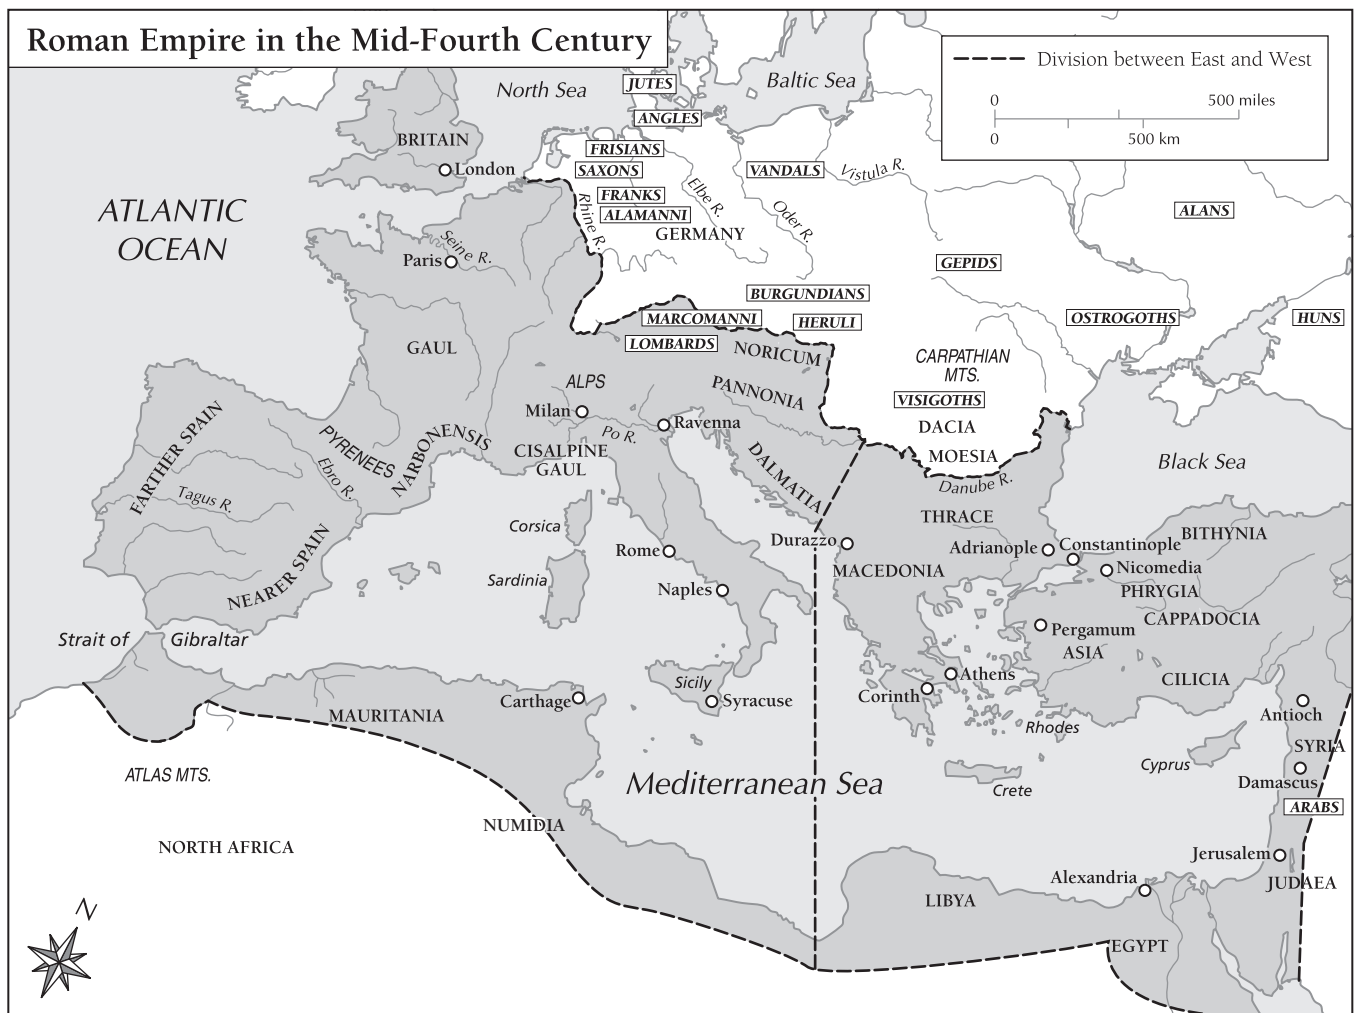 Roman Empire in the Mid-Fourth Century
Division between East and West
0 500 miles
0 500 km
North Sea
Baltic Sea
JUTES
ANGLES
BRITAIN
London
FRISIANS
SAXONS
VANDALS
Vistula R.
FRANKS
ALAMANNI
Elbe R.
Oder R.
Rhine R.
GERMANY
ALANS
ATLANTIC
OCEAN
Seine R.
Paris
GEPIDS
BURGUNDIANS
MARCOMANNI
HERULI
OSTROGOTHS
HUNS
LOMBARDS
NORICUM
GAUL
CARPATHIAN
MTS.
ALPS
PANNONIA
VISIGOTHS
Milan
Po R.
Ravenna
DACIA
FARTHER SPAIN
PYRENEES
NARBONENSIS
CISALPINE
GAUL
DALMATIA
MOESIA
Black Sea
Ebro R.
Tagus R.
Danube R.
Corsica
THRACE
BITHYNIA
Rome
Durazzo
Adrianople
Constantinople
MACEDONIA
Nicomedia
Sardinia
NEARER SPAIN
Naples
PHRYGIA
CAPPADOCIA
Strait of Gibraltar
Pergamum
ASIA
Sicily
Athens
CILICIA
Carthage
Syracuse
Corinth
MAURITANIA
Rhodes
Antioch
SYRIA
ATLAS MTS.
Mediterranean Sea
Cyprus
Crete
Damascus
ARABS
NUMIDIA
NORTH AFRICA
Jerusalem
Alexandria
JUDAEA
LIBYA
N
EGYPT